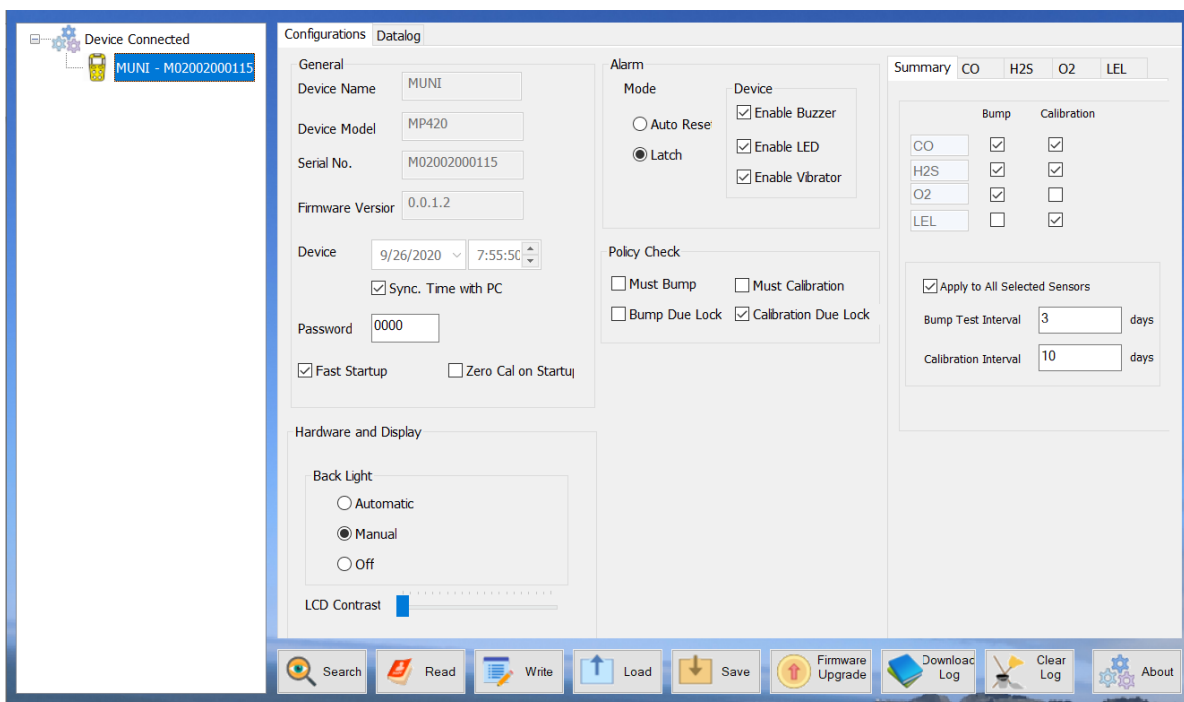 Device Connected
MUNI - M02002000115
Configurations Datalog
General
Device Name MUNI
Device Model MP420
Serial No. M02002000115
Firmware Versior 0.0.1.2
Device 9/26/2020 7:55:50
Sync. Time with PC
Password 0000
Fast Startup Zero Cal on Startu
Hardware and Display
Back Light
Automatic
Manual
Off
LCD Contrast
Alarm
Mode
Auto Rese
Latch
Device
Enable Buzzer
Enable LED
Enable Vibrator
Policy Check
Must Bump Must Calibration
Bump Due Lock Calibration Due Lock
Summary CO H2S O2 LEL
Bump Calibration
CO
H2S
O2
LEL
Apply to All Selected Sensors
Bump Test Interval 3 days
Calibration Interval 10 days
Search
Read
Write
Load
Save
Firmware
Upgrade
Downloac
Log
Clear
Log
About